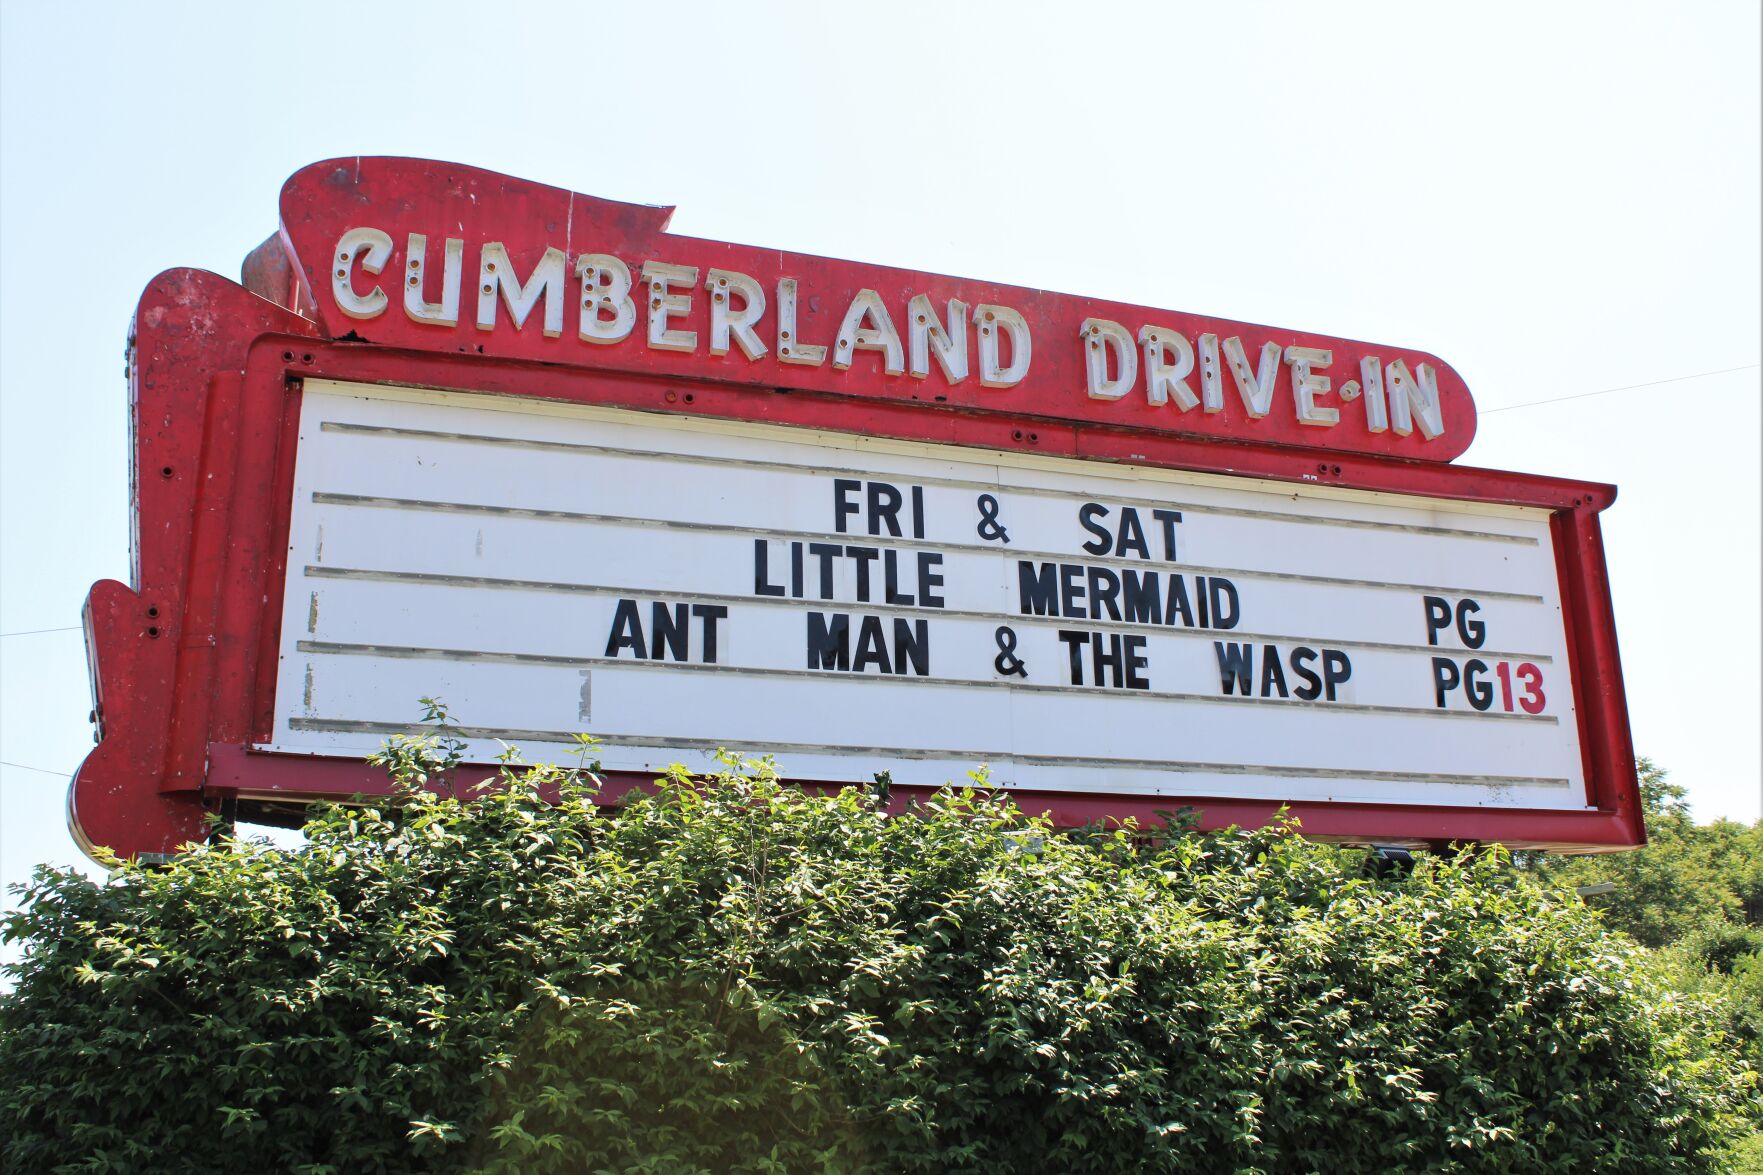 CUMBERLAND DRIVE-IN
FRI & SAT
LITTLE MERMAID PG
ANT MAN & THE WASP PG13